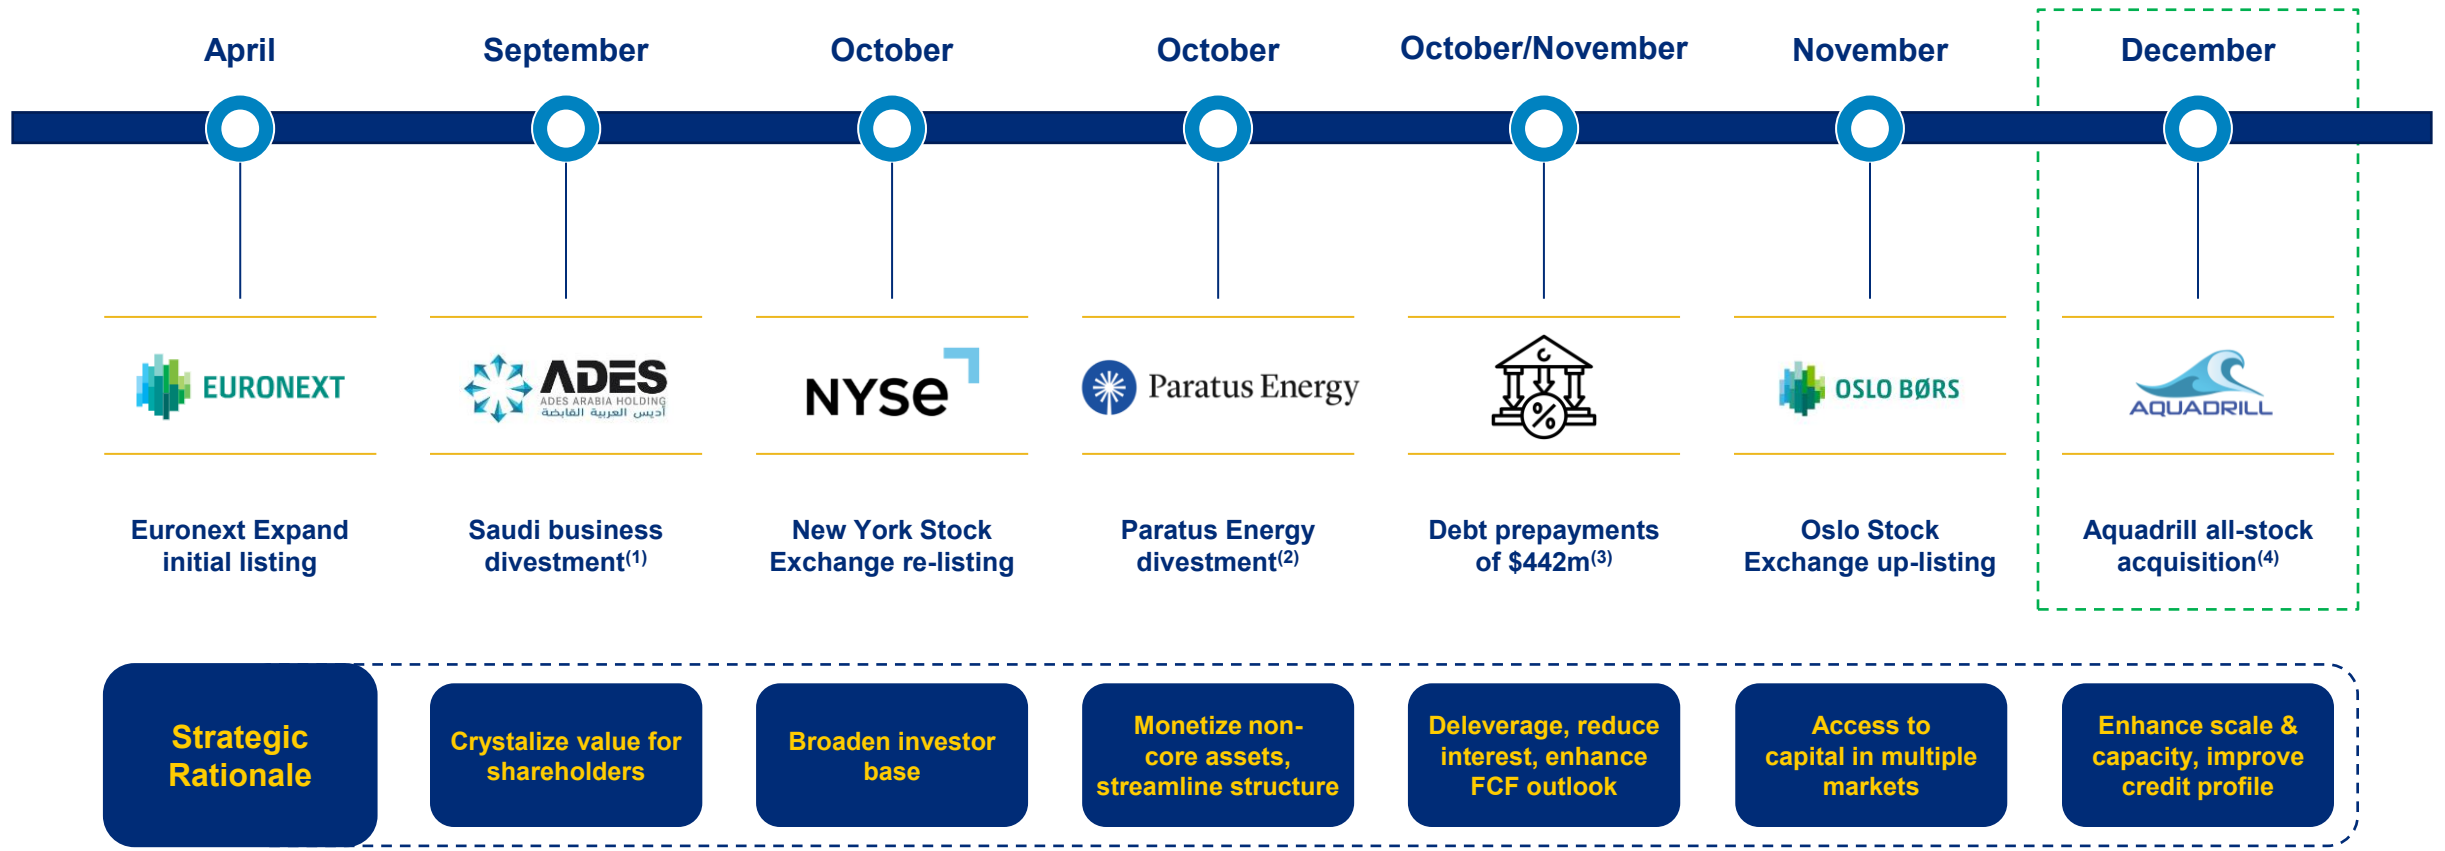 April
September
October
October
October/November
November
December
EURONEXT
ADES
ADES ARABIA HOLDING
أديس العربية القابضة
NYSE
Paratus Energy
%
OSLO BØRS
AQUADRILL
Euronext Expand
initial listing
Saudi business
divestment(1)
New York Stock
Exchange re-listing
Paratus Energy
divestment(2)
Debt prepayments
of $442m(3)
Oslo Stock
Exchange up-listing
Aquadrill all-stock
acquisition(4)
Strategic
Rationale
Crystalize value for
shareholders
Broaden investor
base
Monetize non-
core assets,
streamline structure
Deleverage, reduce
interest, enhance
FCF outlook
Access to
capital in multiple
markets
Enhance scale &
capacity, improve
credit profile